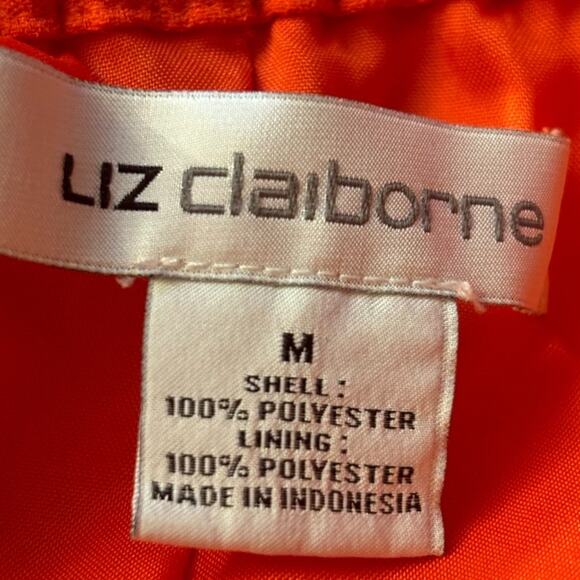 LIZ claiborne
M
SHELL :
100% POLYESTER
LINING :
100% POLYESTER
MADE IN INDONESIA